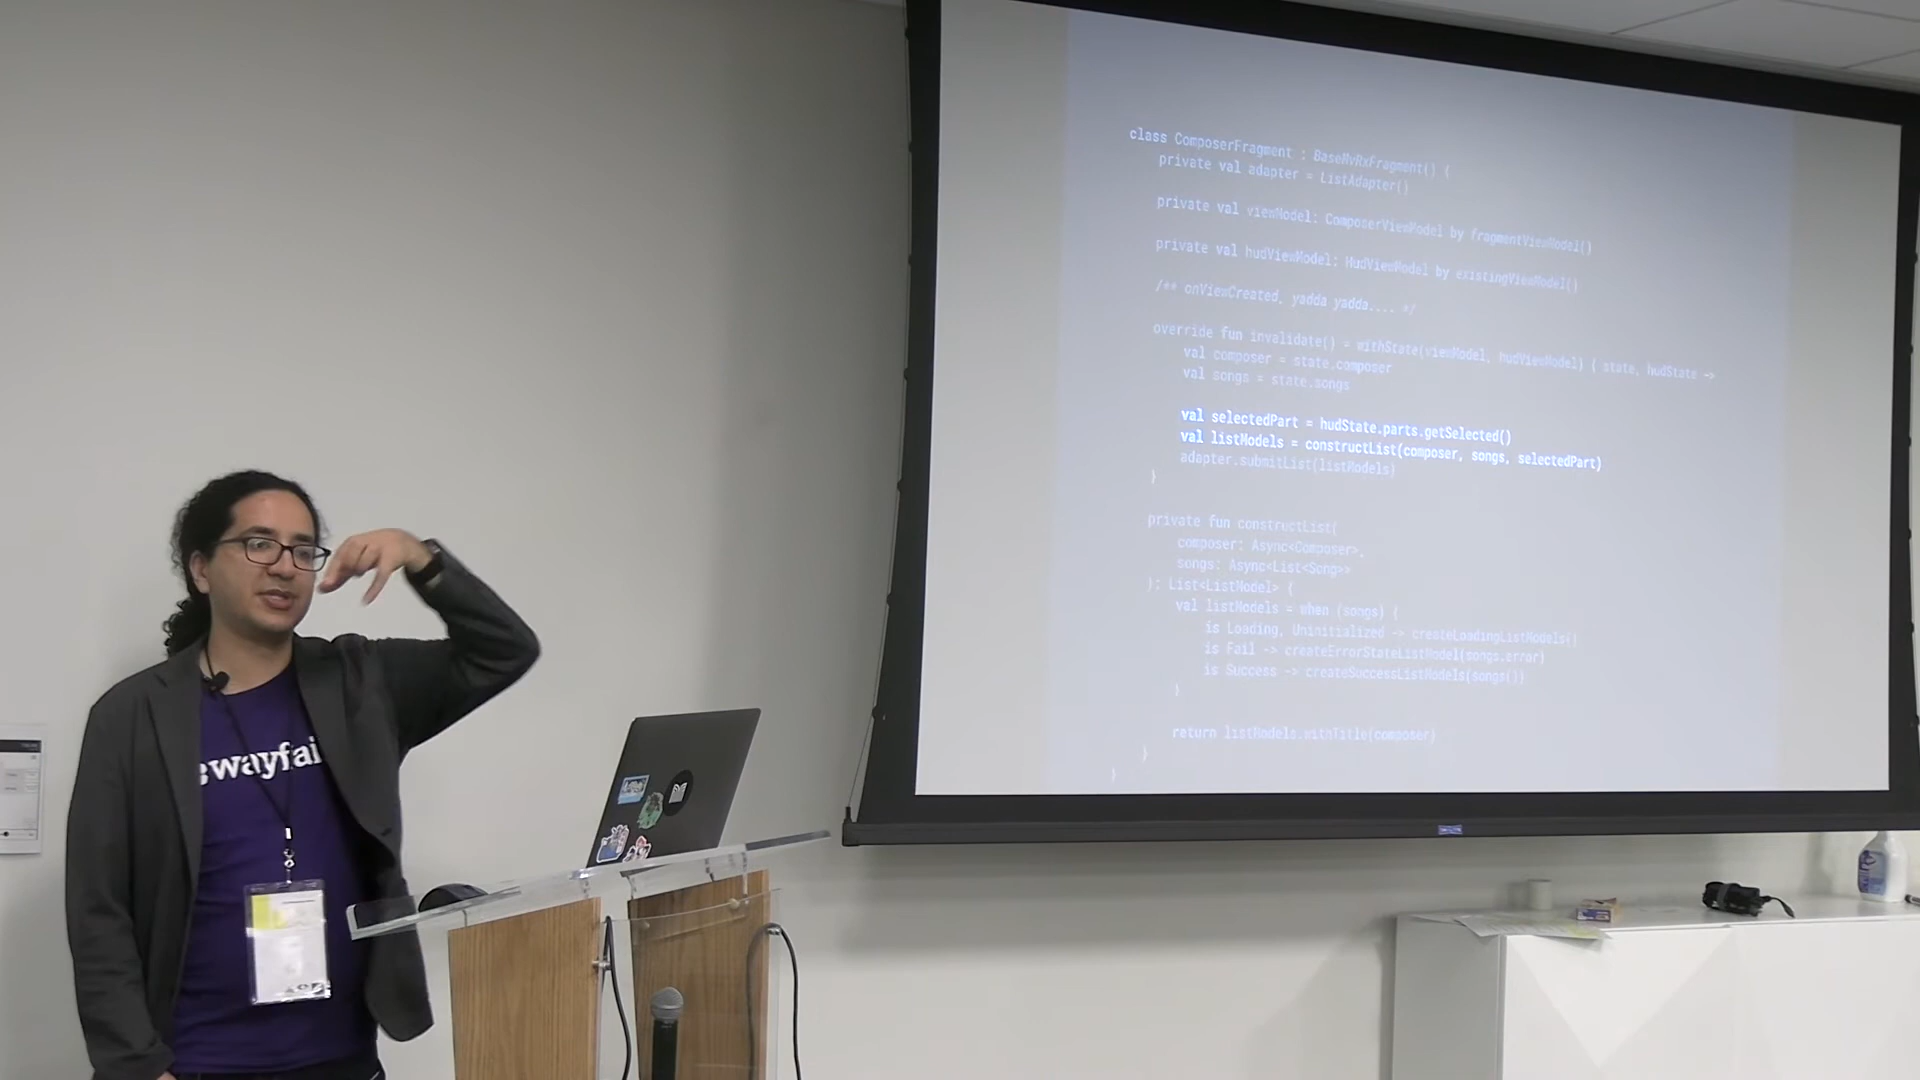 class ComposerFragment : BaseMvRxFragment() {
private val adapter = ListAdapter()
private val viewModel: ComposerViewModel by fragmentViewModel()
private val hudViewModel: HudViewModel by existingViewModel()
/** onViewCreated, yadda yadda.... */
override fun invalidate() = withState(viewModel, hudViewModel) { state, hudState ->
val composer = state.composer
val songs = state.songs
val selectedPart = hudState.parts.getSelected()
val listModels = constructList(composer, songs, selectedPart)
adapter.submitList(listModels)
}
private fun constructList(
composer: Async<Composer>,
songs: Async<List<Song>>
): List<ListModel> {
val listModels = when (songs) {
is Loading, Uninitialized -> createLoadingListModels()
is Fail -> createErrorStateListModel(songs.error)
is Success -> createSuccessListModels(songs())
}
return listModels.withTitle(composer)
}
}
wayfai